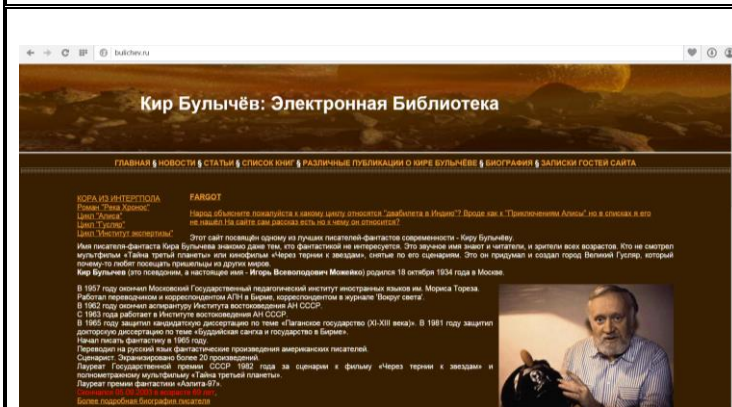 bulichev.ru
Кир Булычёв: Электронная Библиотека
ГЛАВНАЯ § НОВОСТИ § СТАТЬИ § СПИСОК КНИГ § РАЗЛИЧНЫЕ ПУБЛИКАЦИИ О КИРЕ БУЛЫЧЁВЕ § БИОГРАФИЯ § ЗАПИСКИ ГОСТЕЙ САЙТА
КОРА ИЗ ИНТЕРГПОЛА
Роман "Река Хронос"
Цикл "Алиса"
Цикл "Гусляр"
Цикл "Институт экспертизы"
FARGOT
Народ объясните пожалуйста к какому циклу относятся "двабилета в Индию"? Вроде как к "Приключениям Алисы" но в списках я его
не нашёл На сайте сам рассказ есть но к чему он относится?
Этот сайт посвящён одному из лучших писателей-фантастов современности - Киру Булычеву.
Имя писателя-фантаста Кира Булычева знакомо даже тем, кто фантастикой не интересуется. Это звучное имя знают и читатели, и зрители всех возрастов. Кто не смотрел
мультфильм «Тайна третьей планеты» или кинофильм «Через тернии к звездам», снятые по его сценариям. Это он придумал и создал город Великий Гусляр, который
почему-то любят посещать пришельцы из других миров.
Кир Булычев (это псевдоним, а настоящее имя - Игорь Всеволодович Можейко) родился 18 октября 1934 года в Москве.
В 1957 году окончил Московский Государственный педагогический институт иностранных языков им. Мориса Тореза.
Работал переводчиком и корреспондентом АПН в Бирме, корреспондентом в журнале 'Вокруг света'.
В 1962 году окончил аспирантуру Института востоковедения АН СССР.
С 1963 года работает в Институте востоковедения АН СССР.
В 1965 году защитил кандидатскую диссертацию по теме «Паганское государство (XI-XIII века)». В 1981 году защитил
докторскую диссертацию по теме «Буддийская сангха и государство в Бирме».
Начал писать фантастику в 1965 году.
Переводил на русский язык фантастические произведения американских писателей.
Сценарист. Экранизировано более 20 произведений.
Лауреат Государственной премии СССР 1982 года за сценарии к фильму «Через тернии к звездам» и
полнометражному мультфильму «Тайна третьей планеты».
Лауреат премии фантастики «Аэлита-97».
Скончался 05.09.2003 в возрасте 69 лет.
Более подробная биография писателя